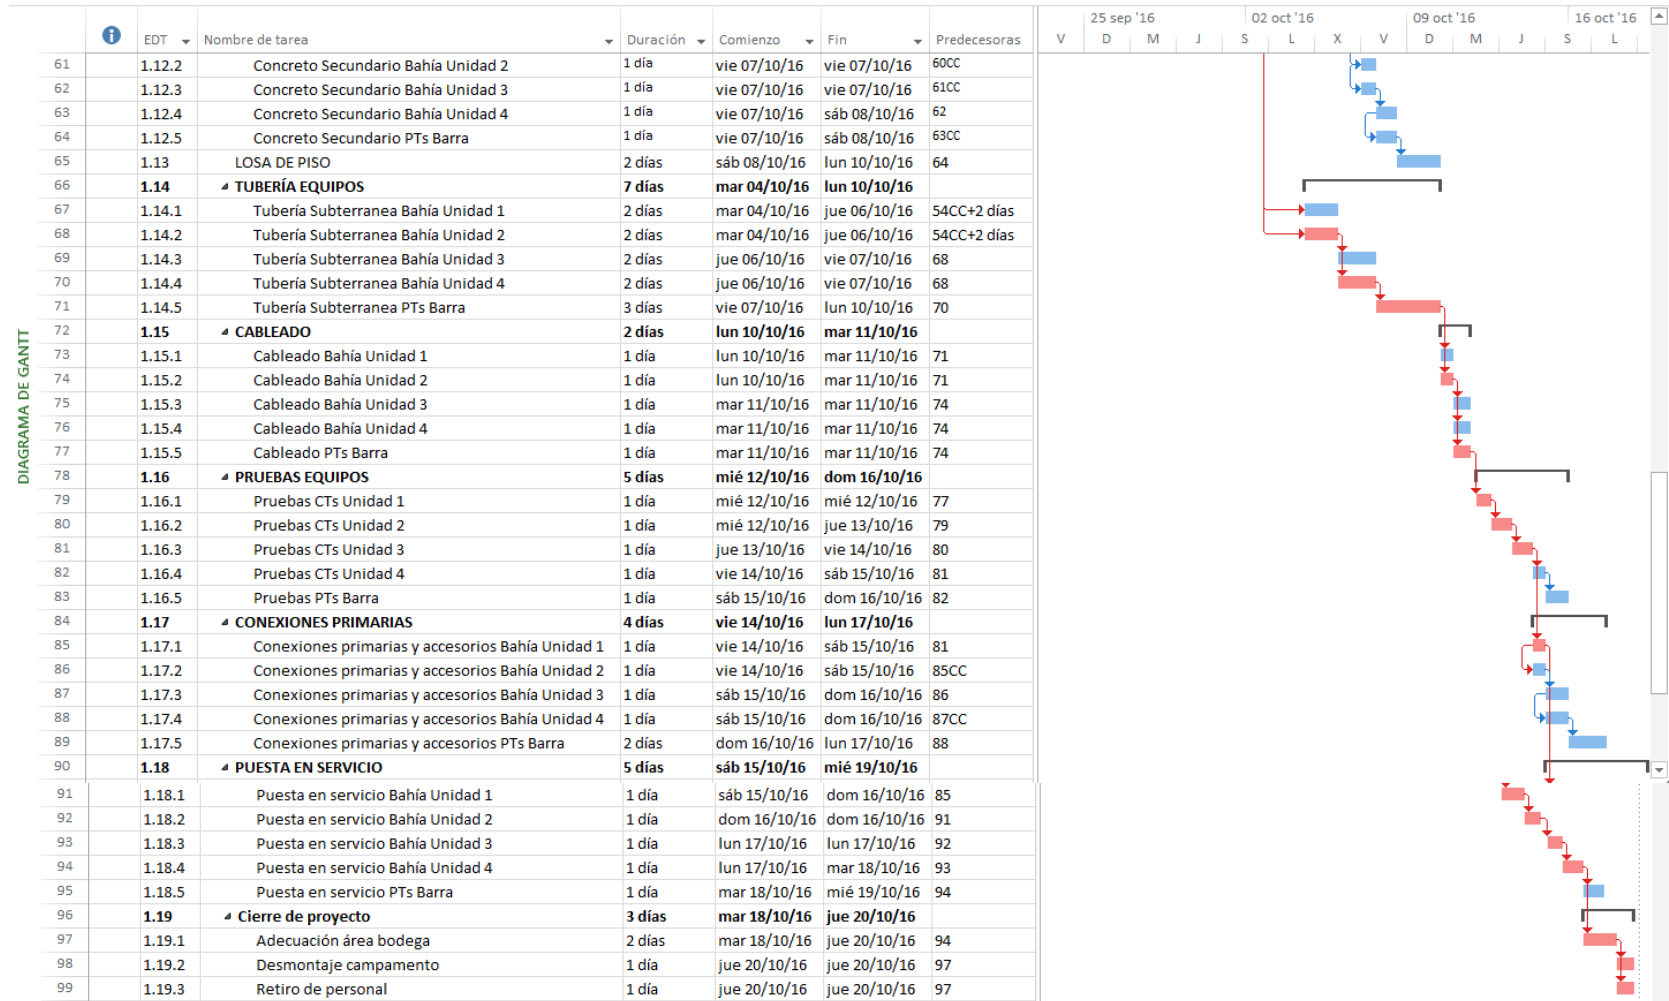 25 sep '16 02 oct '16 09 oct '16 16 oct '16
EDT Nombre de tarea Duración Comienzo Fin Predecesoras V D M J S L X V D M J S L
61 1.12.2 Concreto Secundario Bahía Unidad 2 1 día vie 07/10/16 vie 07/10/16 60CC
62 1.12.3 Concreto Secundario Bahía Unidad 3 1 día vie 07/10/16 vie 07/10/16 61CC
63 1.12.4 Concreto Secundario Bahía Unidad 4 1 día vie 07/10/16 sáb 08/10/16 62
64 1.12.5 Concreto Secundario PTs Barra 1 día vie 07/10/16 sáb 08/10/16 63CC
65 1.13 LOSA DE PISO 2 días sáb 08/10/16 lun 10/10/16 64
66 1.14 TUBERÍA EQUIPOS 7 días mar 04/10/16 lun 10/10/16
67 1.14.1 Tubería Subterranea Bahía Unidad 1 2 días mar 04/10/16 jue 06/10/16 54CC+2 días
68 1.14.2 Tubería Subterranea Bahía Unidad 2 2 días mar 04/10/16 jue 06/10/16 54CC+2 días
69 1.14.3 Tubería Subterranea Bahía Unidad 3 2 días jue 06/10/16 vie 07/10/16 68
70 1.14.4 Tubería Subterranea Bahía Unidad 4 2 días jue 06/10/16 vie 07/10/16 68
71 1.14.5 Tubería Subterranea PTs Barra 3 días vie 07/10/16 lun 10/10/16 70
72 1.15 CABLEADO 2 días lun 10/10/16 mar 11/10/16
73 1.15.1 Cableado Bahía Unidad 1 1 día lun 10/10/16 mar 11/10/16 71
74 1.15.2 Cableado Bahía Unidad 2 1 día lun 10/10/16 mar 11/10/16 71
75 1.15.3 Cableado Bahía Unidad 3 1 día mar 11/10/16 mar 11/10/16 74
76 1.15.4 Cableado Bahía Unidad 4 1 día mar 11/10/16 mar 11/10/16 74
77 1.15.5 Cableado PTs Barra 1 día mar 11/10/16 mar 11/10/16 74
78 1.16 PRUEBAS EQUIPOS 5 días mié 12/10/16 dom 16/10/16
79 1.16.1 Pruebas CTs Unidad 1 1 día mié 12/10/16 mié 12/10/16 77
80 1.16.2 Pruebas CTs Unidad 2 1 día mié 12/10/16 jue 13/10/16 79
81 1.16.3 Pruebas CTs Unidad 3 1 día jue 13/10/16 vie 14/10/16 80
82 1.16.4 Pruebas CTs Unidad 4 1 día vie 14/10/16 sáb 15/10/16 81
83 1.16.5 Pruebas PTs Barra 1 día sáb 15/10/16 dom 16/10/16 82
84 1.17 CONEXIONES PRIMARIAS 4 días vie 14/10/16 lun 17/10/16
85 1.17.1 Conexiones primarias y accesorios Bahía Unidad 1 1 día vie 14/10/16 sáb 15/10/16 81
86 1.17.2 Conexiones primarias y accesorios Bahía Unidad 2 1 día vie 14/10/16 sáb 15/10/16 85CC
87 1.17.3 Conexiones primarias y accesorios Bahía Unidad 3 1 día sáb 15/10/16 dom 16/10/16 86
88 1.17.4 Conexiones primarias y accesorios Bahía Unidad 4 1 día sáb 15/10/16 dom 16/10/16 87CC
89 1.17.5 Conexiones primarias y accesorios PTs Barra 2 días dom 16/10/16 lun 17/10/16 88
90 1.18 PUESTA EN SERVICIO 5 días sáb 15/10/16 mié 19/10/16
91 1.18.1 Puesta en servicio Bahía Unidad 1 1 día sáb 15/10/16 dom 16/10/16 85
92 1.18.2 Puesta en servicio Bahía Unidad 2 1 día dom 16/10/16 dom 16/10/16 91
93 1.18.3 Puesta en servicio Bahía Unidad 3 1 día lun 17/10/16 lun 17/10/16 92
94 1.18.4 Puesta en servicio Bahía Unidad 4 1 día lun 17/10/16 mar 18/10/16 93
95 1.18.5 Puesta en servicio PTs Barra 1 día mar 18/10/16 mié 19/10/16 94
96 1.19 Cierre de proyecto 3 días mar 18/10/16 jue 20/10/16
97 1.19.1 Adecuación área bodega 2 días mar 18/10/16 jue 20/10/16 94
98 1.19.2 Desmontaje campamento 1 día jue 20/10/16 jue 20/10/16 97
99 1.19.3 Retiro de personal 1 día jue 20/10/16 jue 20/10/16 97
DIAGRAMA DE GANTT